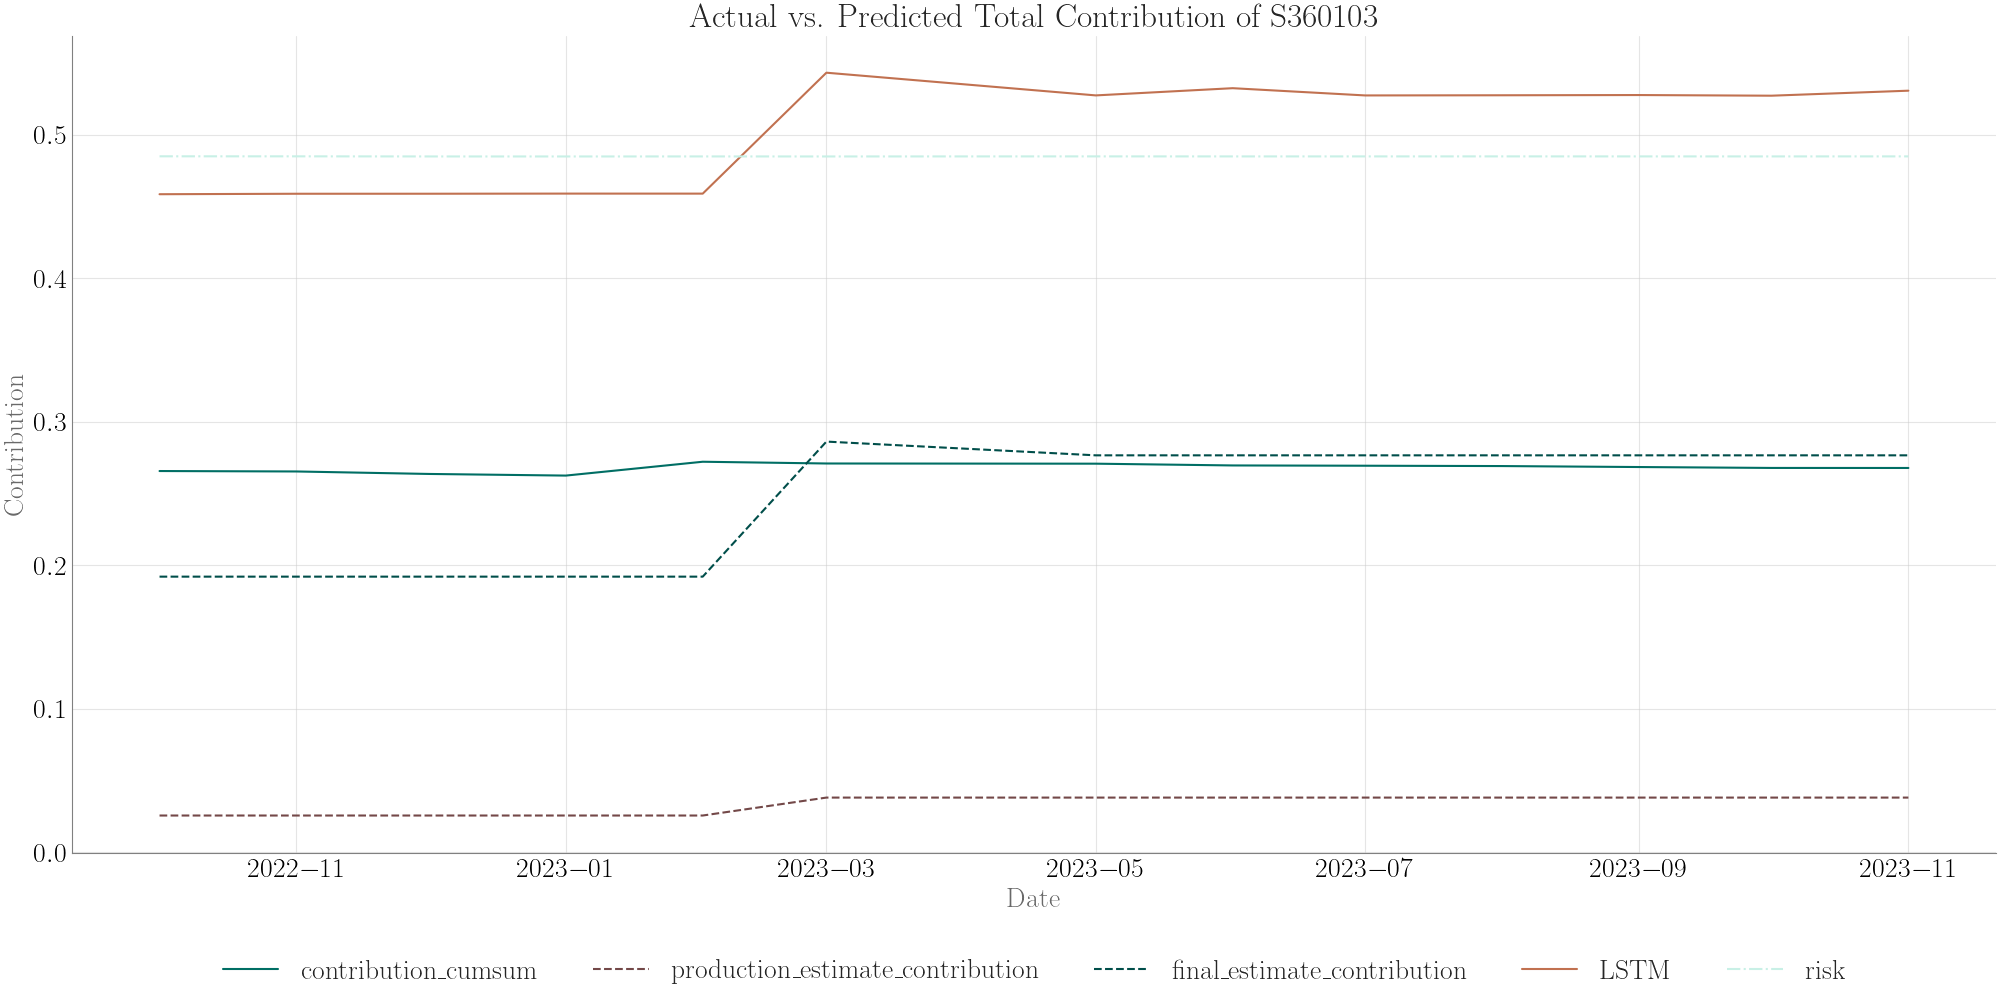 Actual vs. Predicted Total Contribution of S360103
Contribution
0.5
0.4
0.3
0.2
0.1
0.0
2022–11 2023–01 2023–03 2023–05 2023–07 2023–09 2023–11
Date
contribution_cumsum production_estimate_contribution final_estimate_contribution LSTM risk